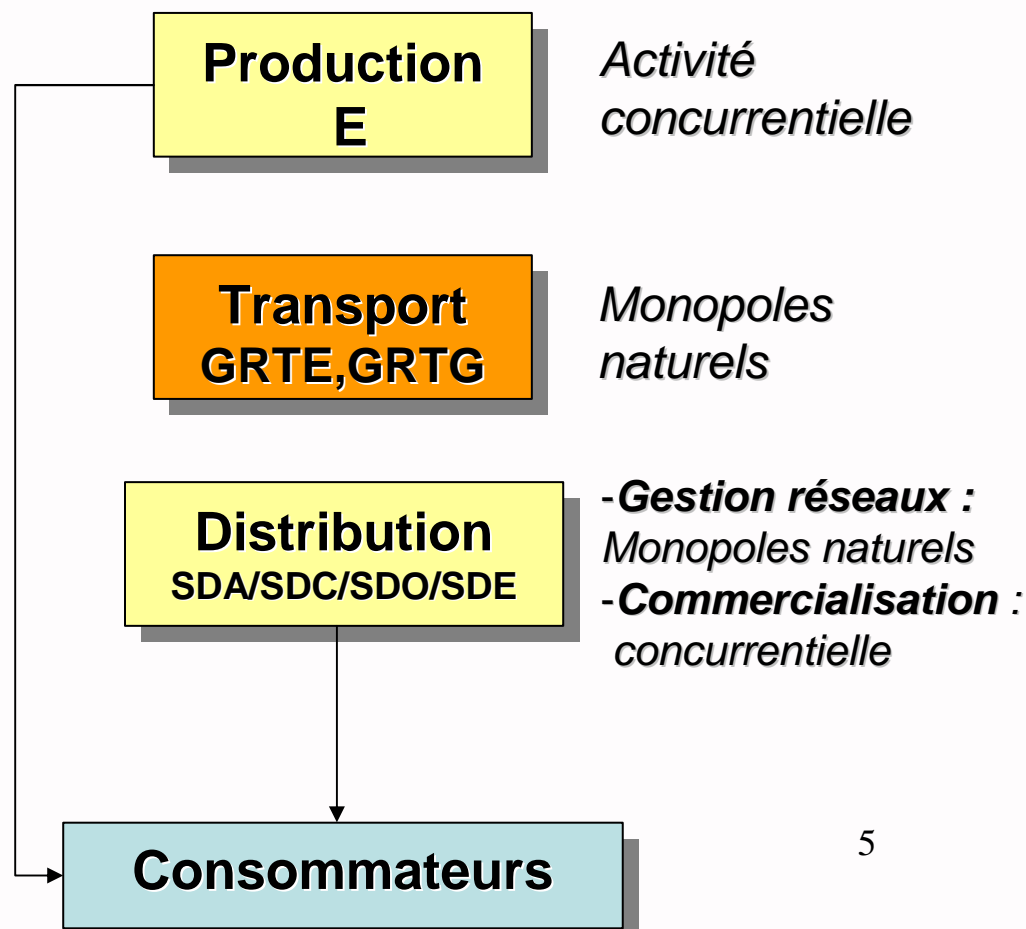 Production
E
Activité
concurrentielle
Transport
GRTE,GRTG
Monopoles
naturels
Distribution
SDA/SDC/SDO/SDE
-Gestion réseaux :
Monopoles naturels
-Commercialisation :
concurrentielle
Consommateurs
5